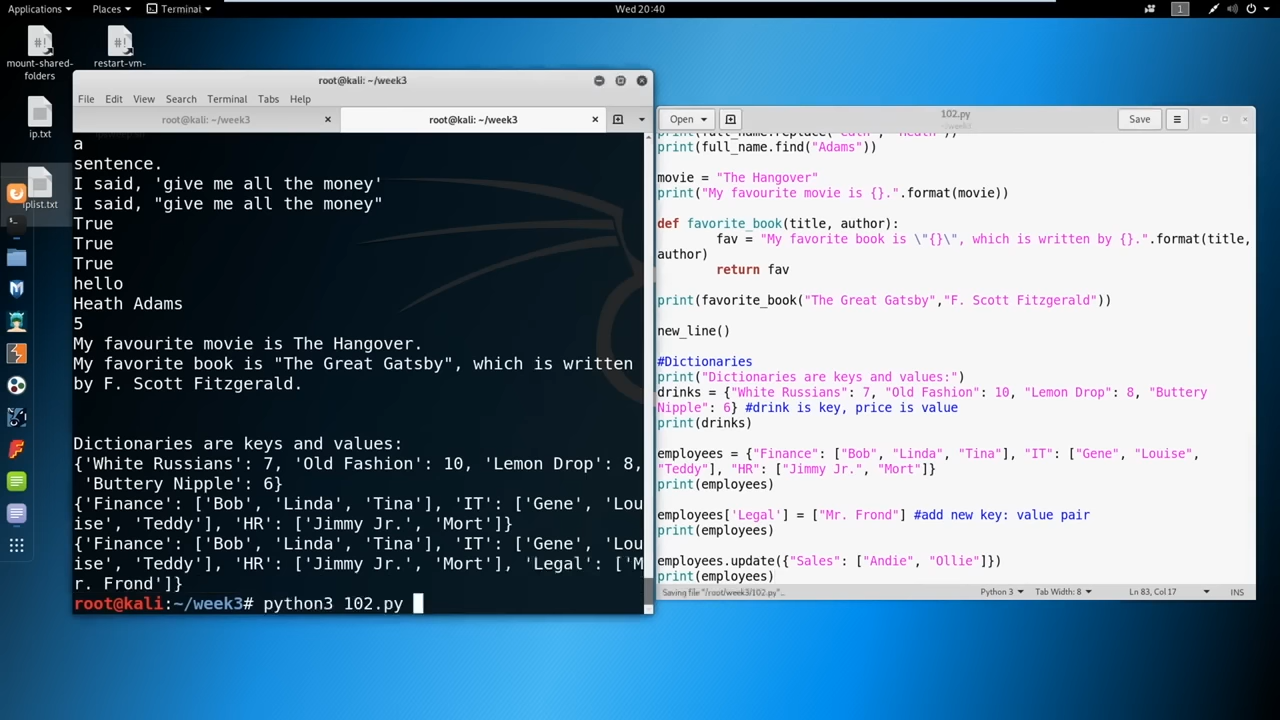 Applications
Places
Terminal
Wed 20:40
1
mount-shared-
folders
restart-vm-
ip.txt
iplist.txt
root@kali: ~/week3
File Edit View Search Terminal Tabs Help
root@kali: ~/week3
root@kali: ~/week3
a
sentence.
I said, 'give me all the money'
I said, "give me all the money"
True
True
True
hello
Heath Adams
5
My favourite movie is The Hangover.
My favorite book is "The Great Gatsby", which is written
by F. Scott Fitzgerald.
Dictionaries are keys and values:
{'White Russians': 7, 'Old Fashion': 10, 'Lemon Drop': 8,
'Buttery Nipple': 6}
{'Finance': ['Bob', 'Linda', 'Tina'], 'IT': ['Gene', 'Lou
ise', 'Teddy'], 'HR': ['Jimmy Jr.', 'Mort']}
{'Finance': ['Bob', 'Linda', 'Tina'], 'IT': ['Gene', 'Lou
ise', 'Teddy'], 'HR': ['Jimmy Jr.', 'Mort'], 'Legal': ['M
r. Frond']}
root@kali:~/week3# python3 102.py
Open
102.py
~/week3
Save
print(full_name.find("Adams"))
movie = "The Hangover"
print("My favourite movie is {}.".format(movie))
def favorite_book(title, author):
fav = "My favorite book is \"{}\", which is written by {}.".format(title,
author)
return fav
print(favorite_book("The Great Gatsby","F. Scott Fitzgerald"))
new_line()
#Dictionaries
print("Dictionaries are keys and values:")
drinks = {"White Russians": 7, "Old Fashion": 10, "Lemon Drop": 8, "Buttery
Nipple": 6} #drink is key, price is value
print(drinks)
employees = {"Finance": ["Bob", "Linda", "Tina"], "IT": ["Gene", "Louise",
"Teddy"], "HR": ["Jimmy Jr.", "Mort"]}
print(employees)
employees['Legal'] = ["Mr. Frond"] #add new key: value pair
print(employees)
employees.update({"Sales": ["Andie", "Ollie"]})
print(employees)
Saving file "/root/week3/102.py"...
Python 3
Tab Width: 8
Ln 83, Col 17
INS